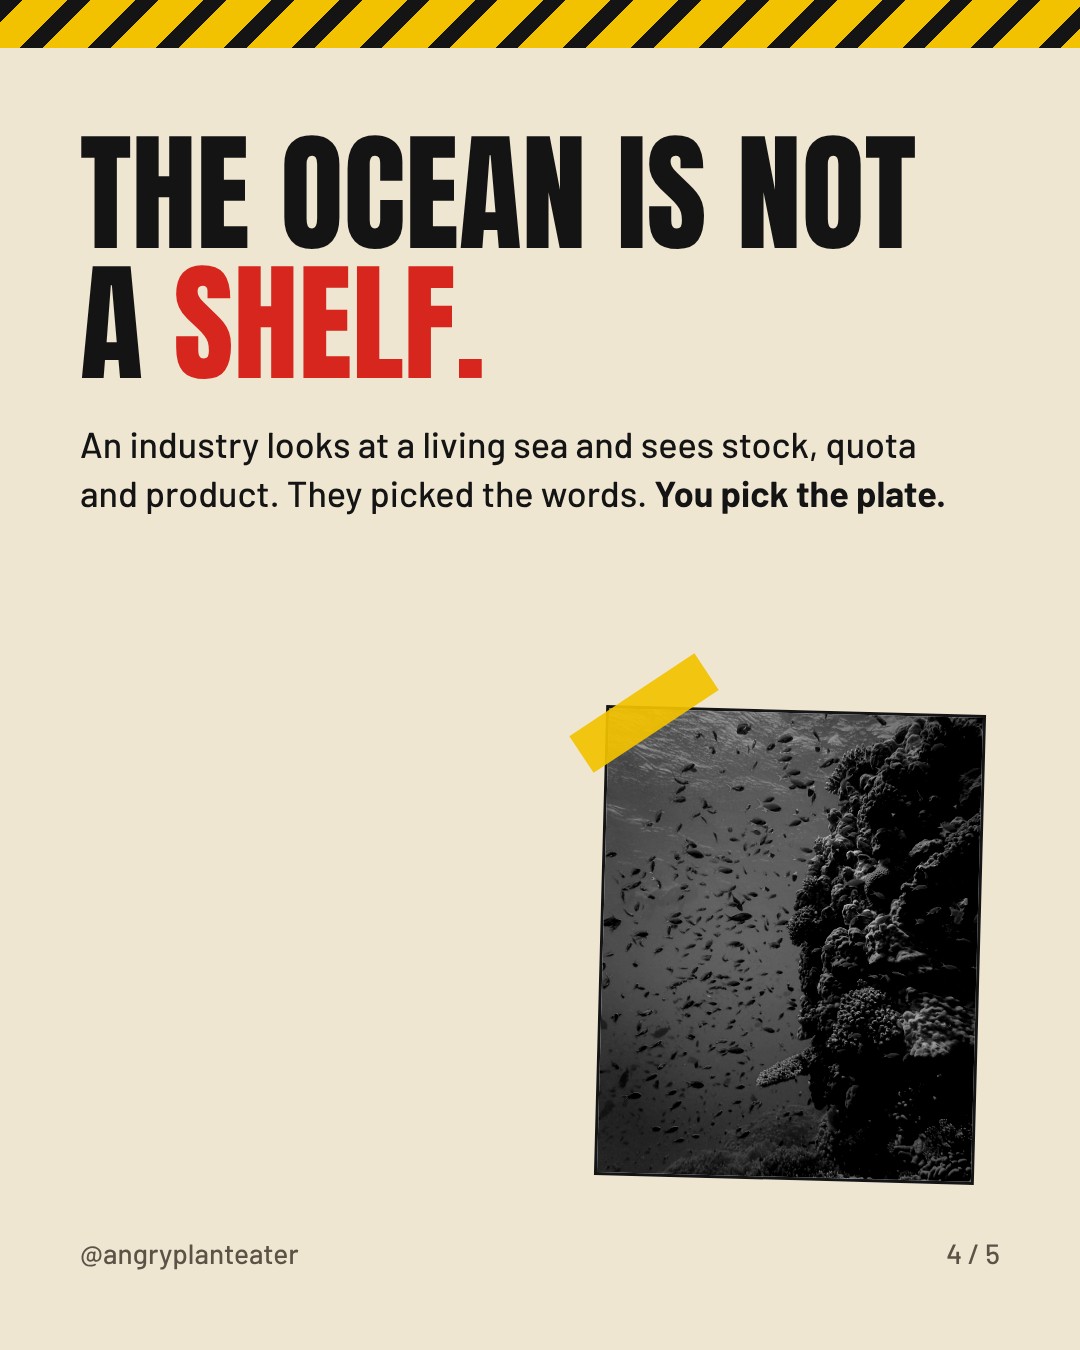 THE OCEAN IS NOT
A SHELF.
An industry looks at a living sea and sees stock, quota
and product. They picked the words. You pick the plate.
@angryplanteater
4 / 5